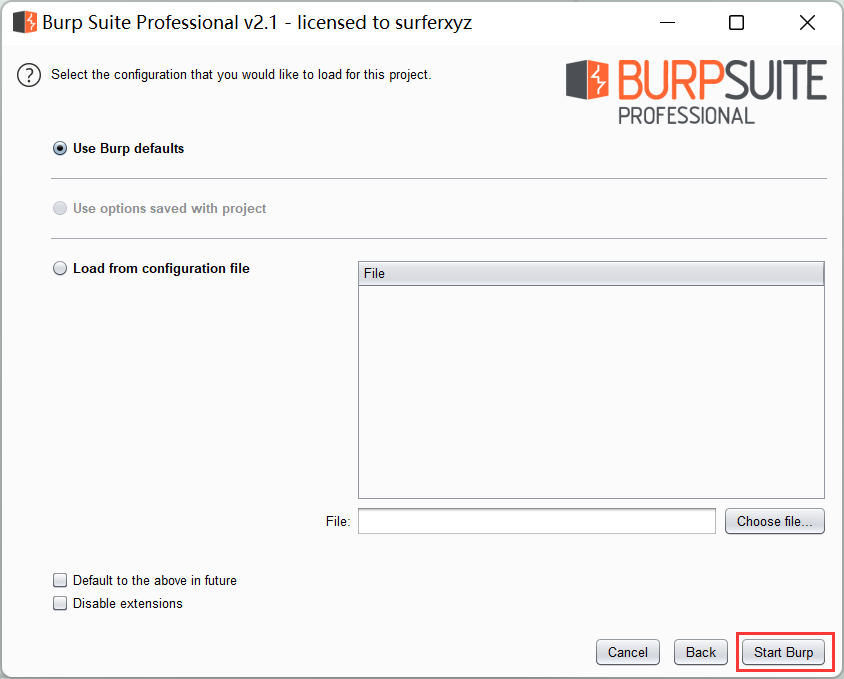 Burp Suite Professional v2.1 - licensed to surferxyz
? Select the configuration that you would like to load for this project.
BURPSUITE
PROFESSIONAL
Use Burp defaults
Use options saved with project
Load from configuration file
File
File:
Choose file...
Default to the above in future
Disable extensions
Cancel Back Start Burp